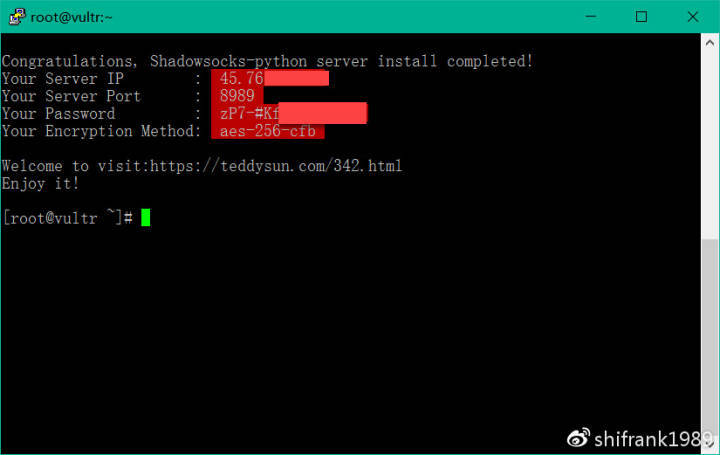 root@vultr:~
Congratulations, Shadowsocks-python server install completed!
Your Server IP        :  45.76
Your Server Port      :  8989
Your Password         :  zP7-#Kf
Your Encryption Method:  aes-256-cfb
Welcome to visit:https://teddysun.com/342.html
Enjoy it!
[root@vultr ~]#
shifrank1989